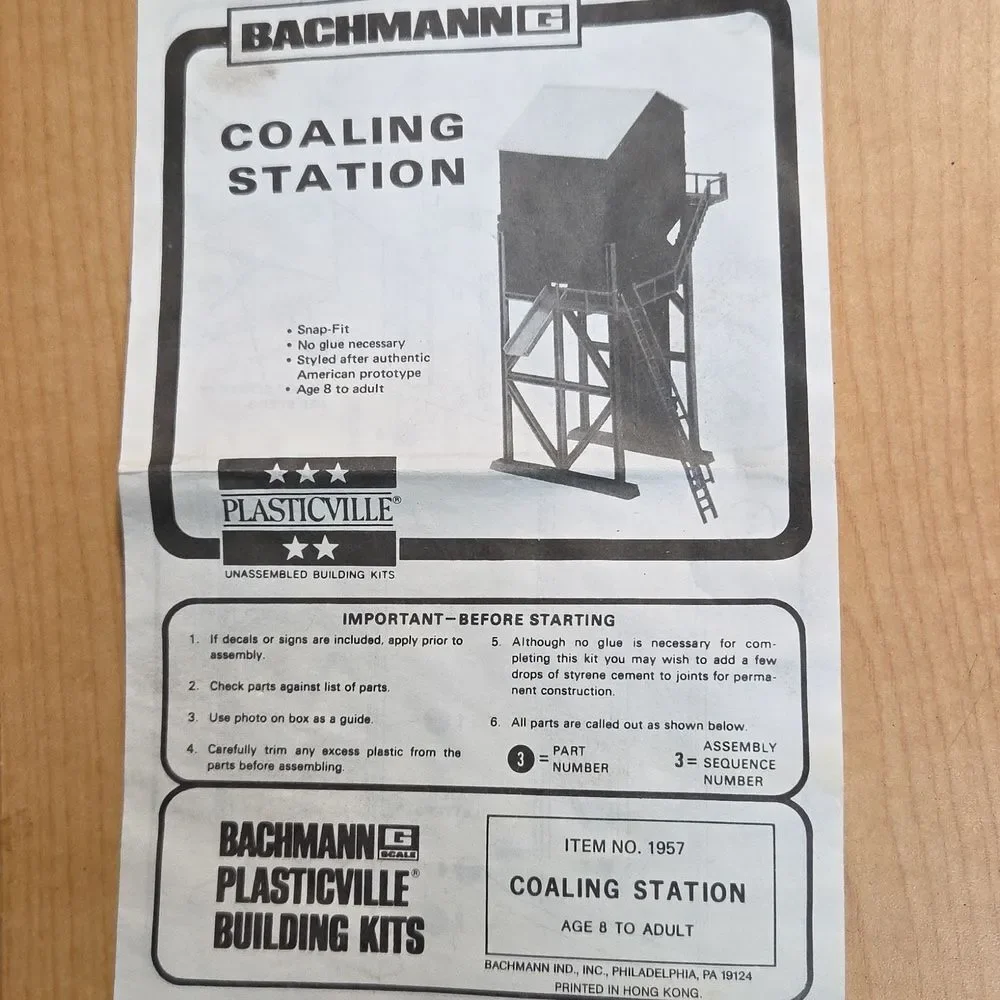 BACHMANN G
COALING
STATION
• Snap-Fit
• No glue necessary
• Styled after authentic
American prototype
• Age 8 to adult
PLASTICVILLE®
UNASSEMBLED BUILDING KITS
IMPORTANT—BEFORE STARTING
1. If decals or signs are included, apply prior to
assembly.
2. Check parts against list of parts.
3. Use photo on box as a guide.
4. Carefully trim any excess plastic from the
parts before assembling.
5. Although no glue is necessary for com-
pleting this kit you may wish to add a few
drops of styrene cement to joints for perma-
nent construction.
6. All parts are called out as shown below.
3 = PART
NUMBER
3 = ASSEMBLY
SEQUENCE
NUMBER
BACHMANN G
SCALE
PLASTICVILLE®
BUILDING KITS
ITEM NO. 1957
COALING STATION
AGE 8 TO ADULT
BACHMANN IND., INC., PHILADELPHIA, PA 19124
PRINTED IN HONG KONG.